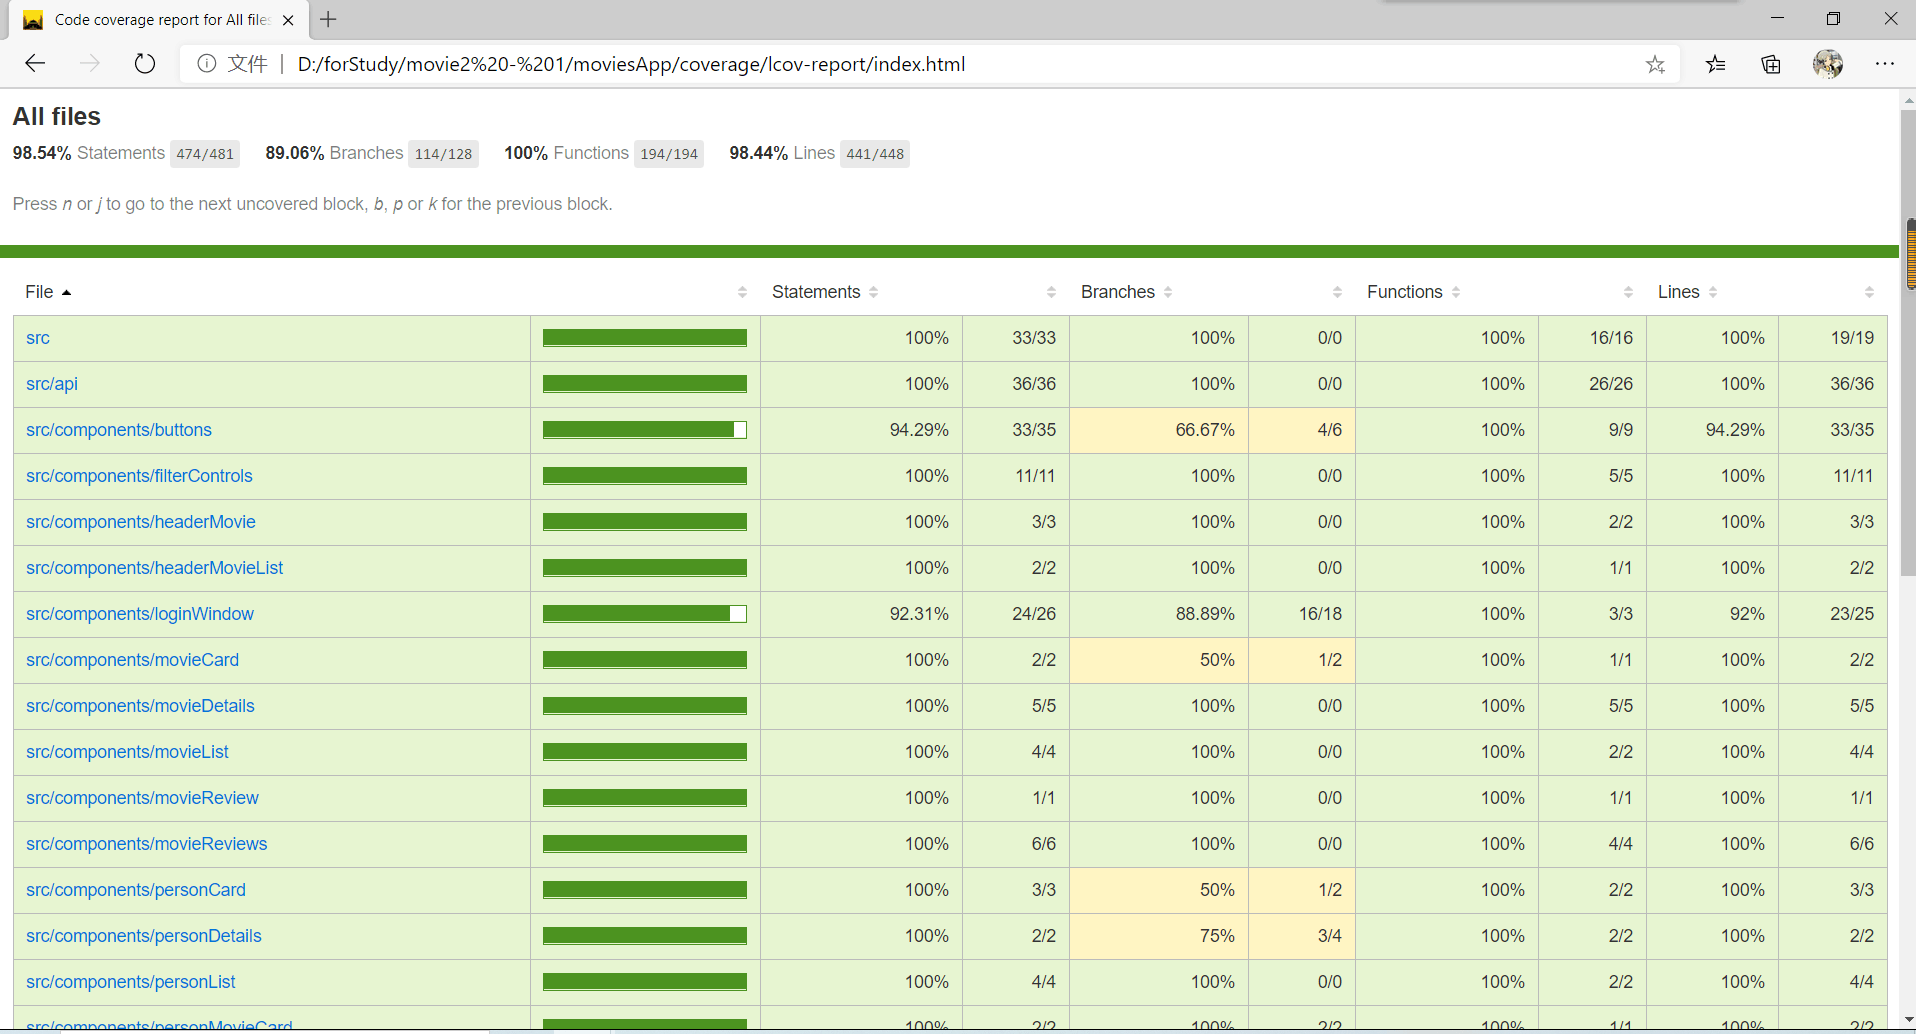 Code coverage report for All files
文件 | D:/forStudy/movie2%20-%201/moviesApp/coverage/lcov-report/index.html
All files
98.54% Statements 474/481 89.06% Branches 114/128 100% Functions 194/194 98.44% Lines 441/448
Press n or j to go to the next uncovered block, b, p or k for the previous block.
File Statements Branches Functions Lines
src 100% 33/33 100% 0/0 100% 16/16 100% 19/19
src/api 100% 36/36 100% 0/0 100% 26/26 100% 36/36
src/components/buttons 94.29% 33/35 66.67% 4/6 100% 9/9 94.29% 33/35
src/components/filterControls 100% 11/11 100% 0/0 100% 5/5 100% 11/11
src/components/headerMovie 100% 3/3 100% 0/0 100% 2/2 100% 3/3
src/components/headerMovieList 100% 2/2 100% 0/0 100% 1/1 100% 2/2
src/components/loginWindow 92.31% 24/26 88.89% 16/18 100% 3/3 92% 23/25
src/components/movieCard 100% 2/2 50% 1/2 100% 1/1 100% 2/2
src/components/movieDetails 100% 5/5 100% 0/0 100% 5/5 100% 5/5
src/components/movieList 100% 4/4 100% 0/0 100% 2/2 100% 4/4
src/components/movieReview 100% 1/1 100% 0/0 100% 1/1 100% 1/1
src/components/movieReviews 100% 6/6 100% 0/0 100% 4/4 100% 6/6
src/components/personCard 100% 3/3 50% 1/2 100% 2/2 100% 3/3
src/components/personDetails 100% 2/2 75% 3/4 100% 2/2 100% 2/2
src/components/personList 100% 4/4 100% 0/0 100% 2/2 100% 4/4
src/components/personMovieCard 100% 2/2 100% 2/2 100% 1/1 100% 2/2